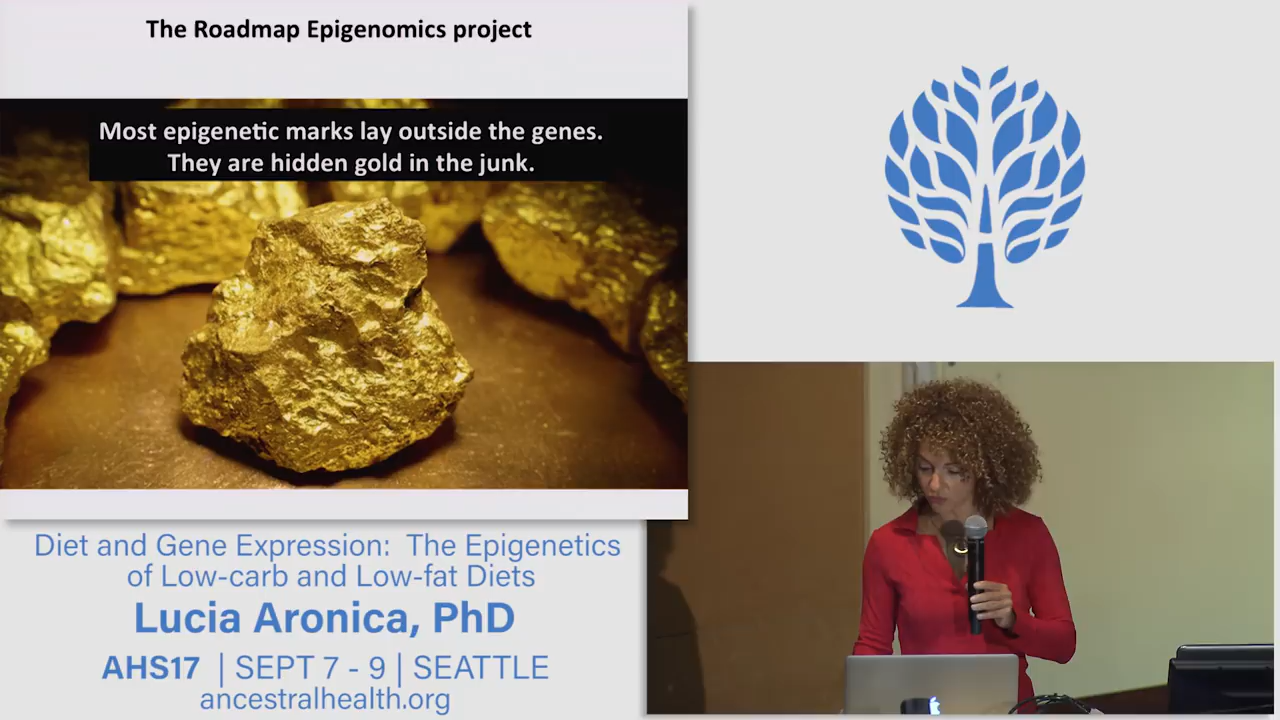 The Roadmap Epigenomics project
Most epigenetic marks lay outside the genes.
They are hidden gold in the junk.
Diet and Gene Expression: The Epigenetics
of Low-carb and Low-fat Diets
Lucia Aronica, PhD
AHS17 | SEPT 7 - 9 | SEATTLE
ancestralhealth.org